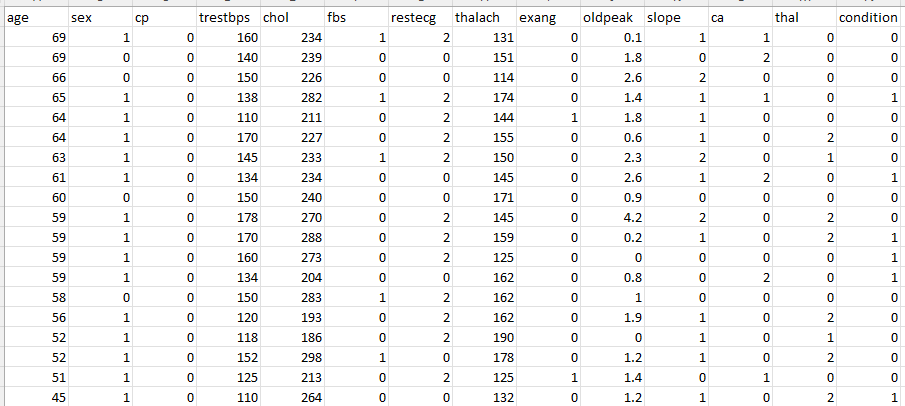 age sex cp trestbps chol fbs restecg thalach exang oldpeak slope ca thal condition
69 1 0 160 234 1 2 131 0 0.1 1 1 0 0
69 0 0 140 239 0 0 151 0 1.8 0 2 0 0
66 0 0 150 226 0 0 114 0 2.6 2 0 0 0
65 1 0 138 282 1 2 174 0 1.4 1 1 0 1
64 1 0 110 211 0 2 144 1 1.8 1 0 0 0
64 1 0 170 227 0 2 155 0 0.6 1 0 2 0
63 1 0 145 233 1 2 150 0 2.3 2 0 1 0
61 1 0 134 234 0 0 145 0 2.6 1 2 0 1
60 0 0 150 240 0 0 171 0 0.9 0 0 0 0
59 1 0 178 270 0 2 145 0 4.2 2 0 2 0
59 1 0 170 288 0 2 159 0 0.2 1 0 2 1
59 1 0 160 273 0 2 125 0 0 0 0 0 1
59 1 0 134 204 0 0 162 0 0.8 0 2 0 1
58 0 0 150 283 1 2 162 0 1 0 0 0 0
56 1 0 120 193 0 2 162 0 1.9 1 0 2 0
52 1 0 118 186 0 2 190 0 0 1 0 1 0
52 1 0 152 298 1 0 178 0 1.2 1 0 2 0
51 1 0 125 213 0 2 125 1 1.4 0 1 0 0
45 1 0 110 264 0 0 132 0 1.2 1 0 2 1